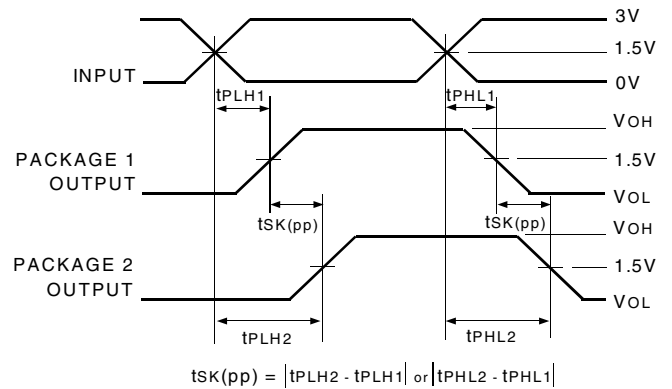 3V
1.5V
INPUT
0V
tPLH1
tPHL1
VOH
PACKAGE 1
OUTPUT
1.5V
VOL
tSK(pp)
tSK(pp)
VOH
PACKAGE 2
OUTPUT
1.5V
VOL
tPLH2
tPHL2
tSK(pp) = |tPLH2 - tPLH1| or |tPHL2 - tPHL1|